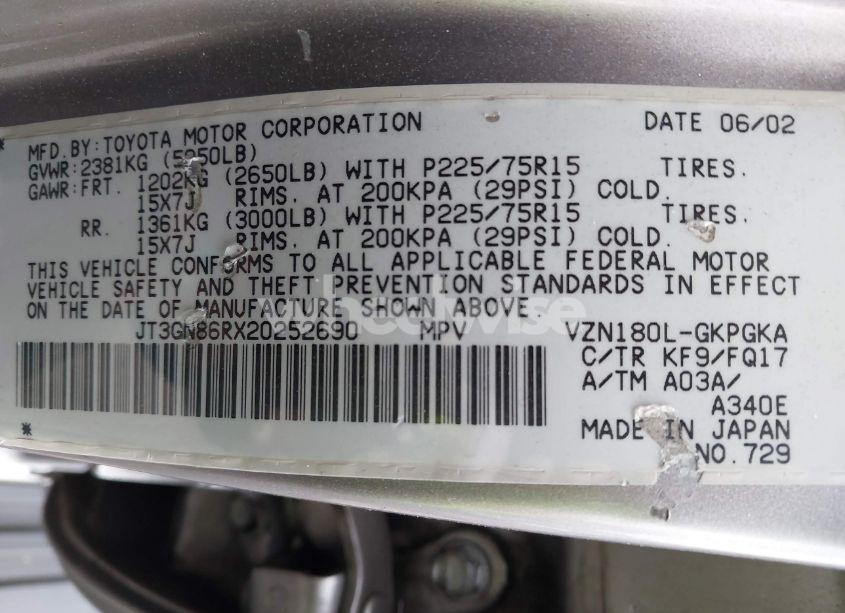 MFD.BY:TOYOTA MOTOR CORPORATION DATE 06/02
GVWR:2381KG (5250LB)
GAWR:FRT. 1202KG (2650LB) WITH P225/75R15 TIRES.
15X7J RIMS. AT 200KPA (29PSI) COLD.
RR. 1361KG (3000LB) WITH P225/75R15 TIRES.
15X7J RIMS. AT 200KPA (29PSI) COLD.
THIS VEHICLE CONFORMS TO ALL APPLICABLE FEDERAL MOTOR
VEHICLE SAFETY AND THEFT PREVENTION STANDARDS IN EFFECT
ON THE DATE OF MANUFACTURE SHOWN ABOVE.
wheelwise
JT3GN86RX20252690 MPV VZN180L-GKPGKA
C/TR KF9/FQ17
A/TM A03A/
A340E
MADE IN JAPAN
NO.729